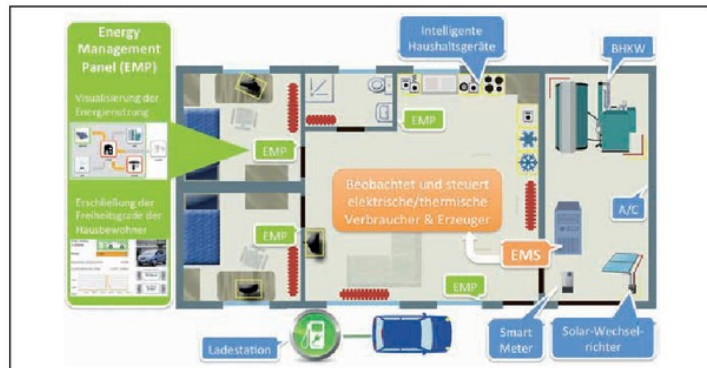 Energy
Management
Panel (EMP)
Visualisierung der
Energienutzung
Erschließung der
Freiheitsgrade der
Hausbewohner
Intelligente
Haushaltsgeräte
BHKW
EMP
EMP
EMP
EMP
Beobachtet und steuert
elektrische/thermische
Verbraucher & Erzeuger
EMS
A/C
Ladestation
Smart
Meter
Solar-Wechsel-
richter